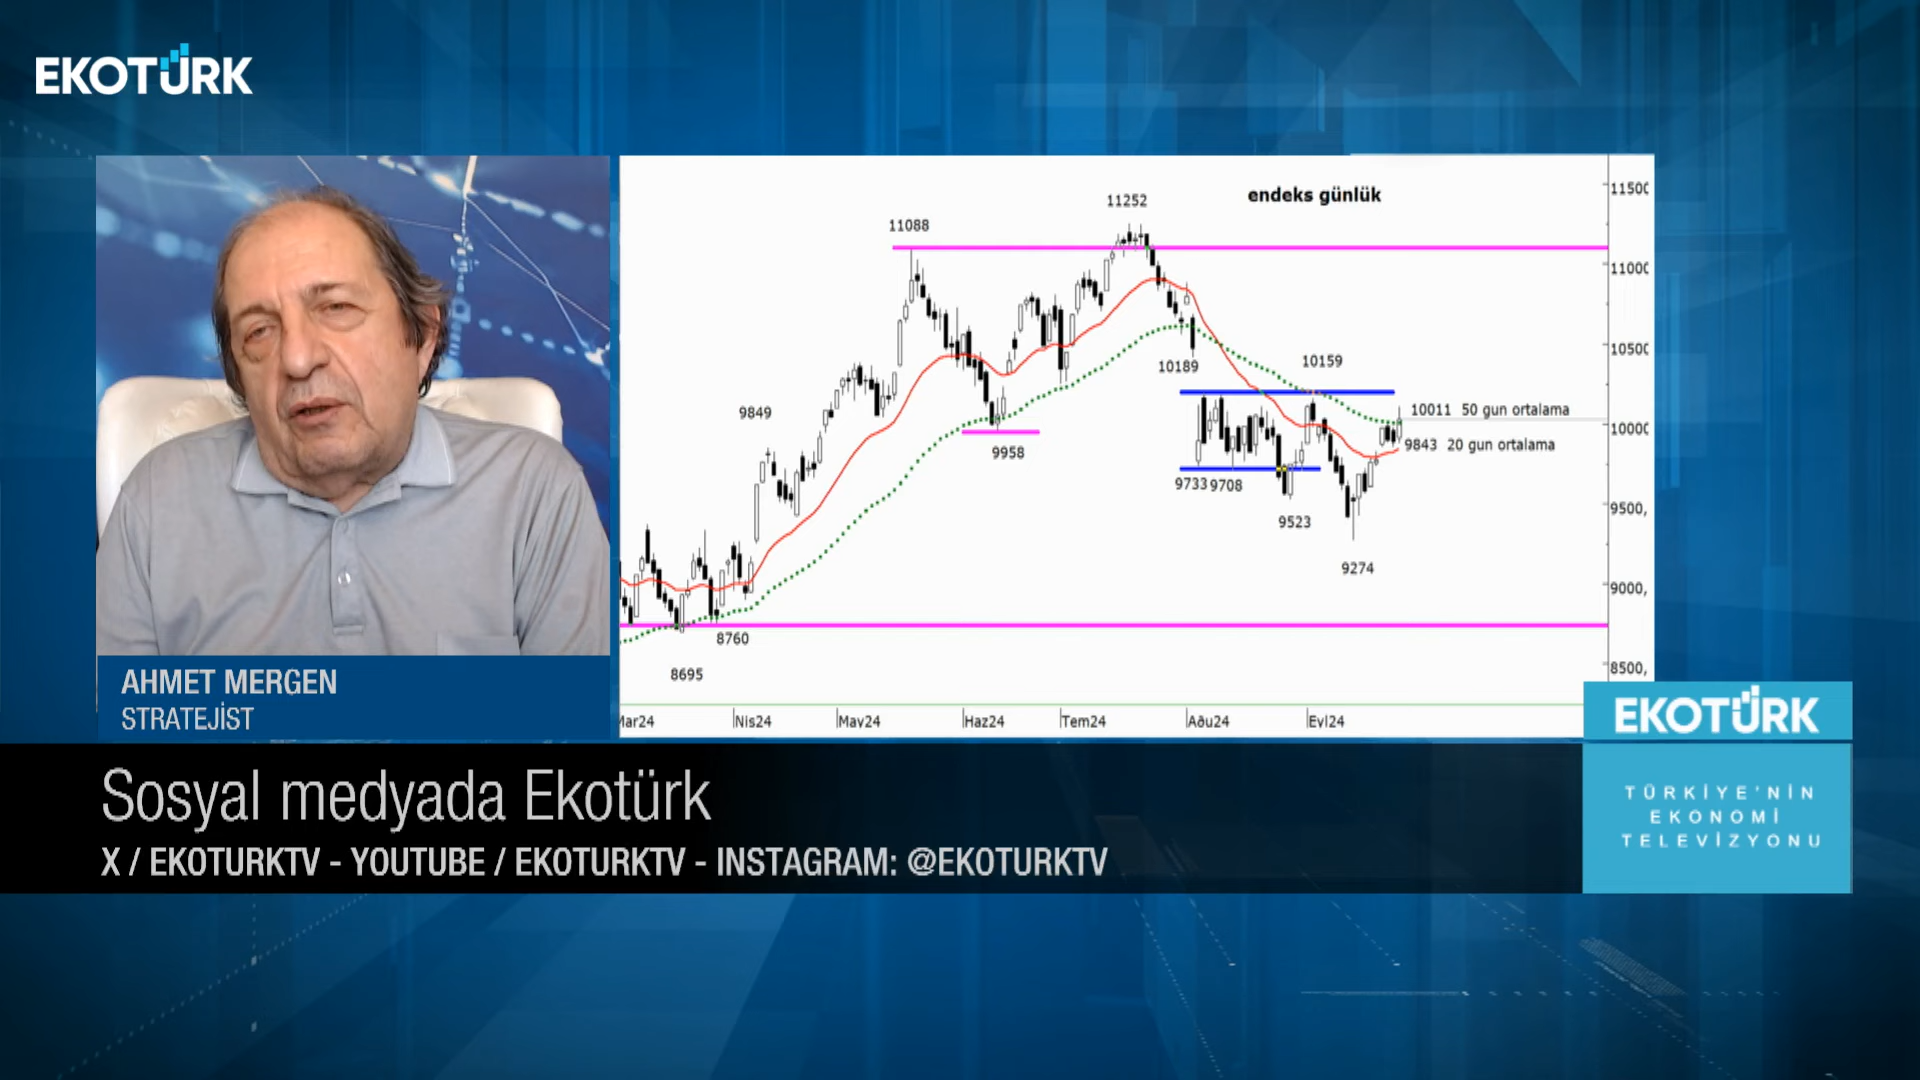 EKOTÜRK
endeks günlük
11252
11088
10189
10159
9849
9958
10011 50 gun ortalama
9843 20 gun ortalama
9733 9708
9523
9274
8760
8695
11500
11000
10500
10000
9500,
9000,
8500,
Mar24 Nis24 May24 Haz24 Tem24 Aðu24 Evl24
AHMET MERGEN
STRATEJİST
EKOTÜRK
TÜRKİYE'NİN
EKONOMİ
TELEVİZYONU
Sosyal medyada Ekotürk
X / EKOTURKTV - YOUTUBE / EKOTURKTV - INSTAGRAM: @EKOTURKTV